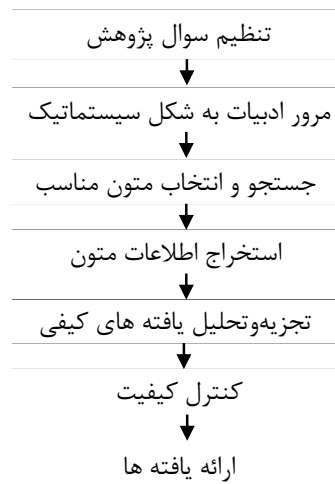 تنظیم سوال پژوهش
مرور ادبیات به شکل سیستماتیک
جستجو و انتخاب متون مناسب
استخراج اطلاعات متون
تجزیه‌وتحلیل یافته های کیفی
کنترل کیفیت
ارائه یافته ها